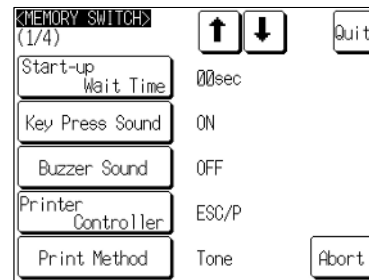 <MEMORY SWITCH>
(1/4)
↑ ↓ Quit
Start-up
Wait Time 00sec
Key Press Sound ON
Buzzer Sound OFF
Printer
Controller ESC/P
Print Method Tone Abort